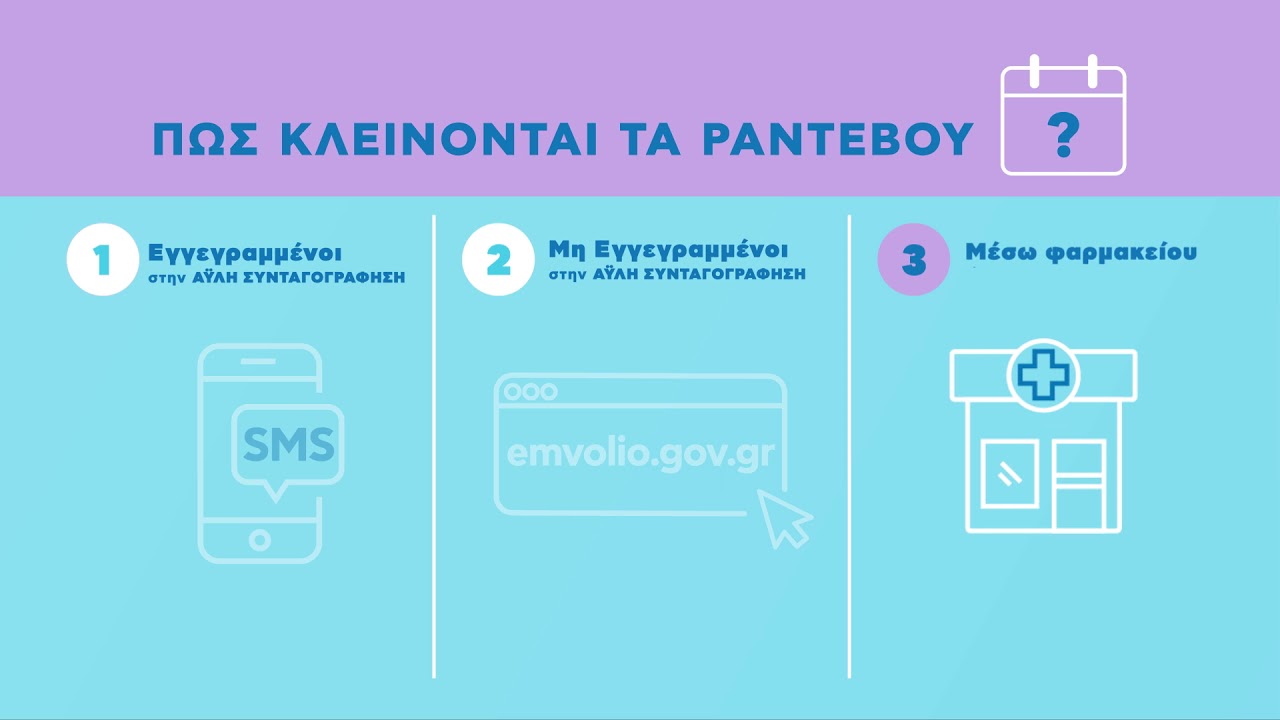 ΠΩΣ ΚΛΕΙΝΟΝΤΑΙ ΤΑ ΡΑΝΤΕΒΟΥ ?
1 Εγγεγραμμένοι
στην ΑΫΛΗ ΣΥΝΤΑΓΟΓΡΑΦΗΣΗ
SMS
2 Μη Εγγεγραμμένοι
στην ΑΫΛΗ ΣΥΝΤΑΓΟΓΡΑΦΗΣΗ
emvolio.gov.gr
3 Μέσω φαρμακείου